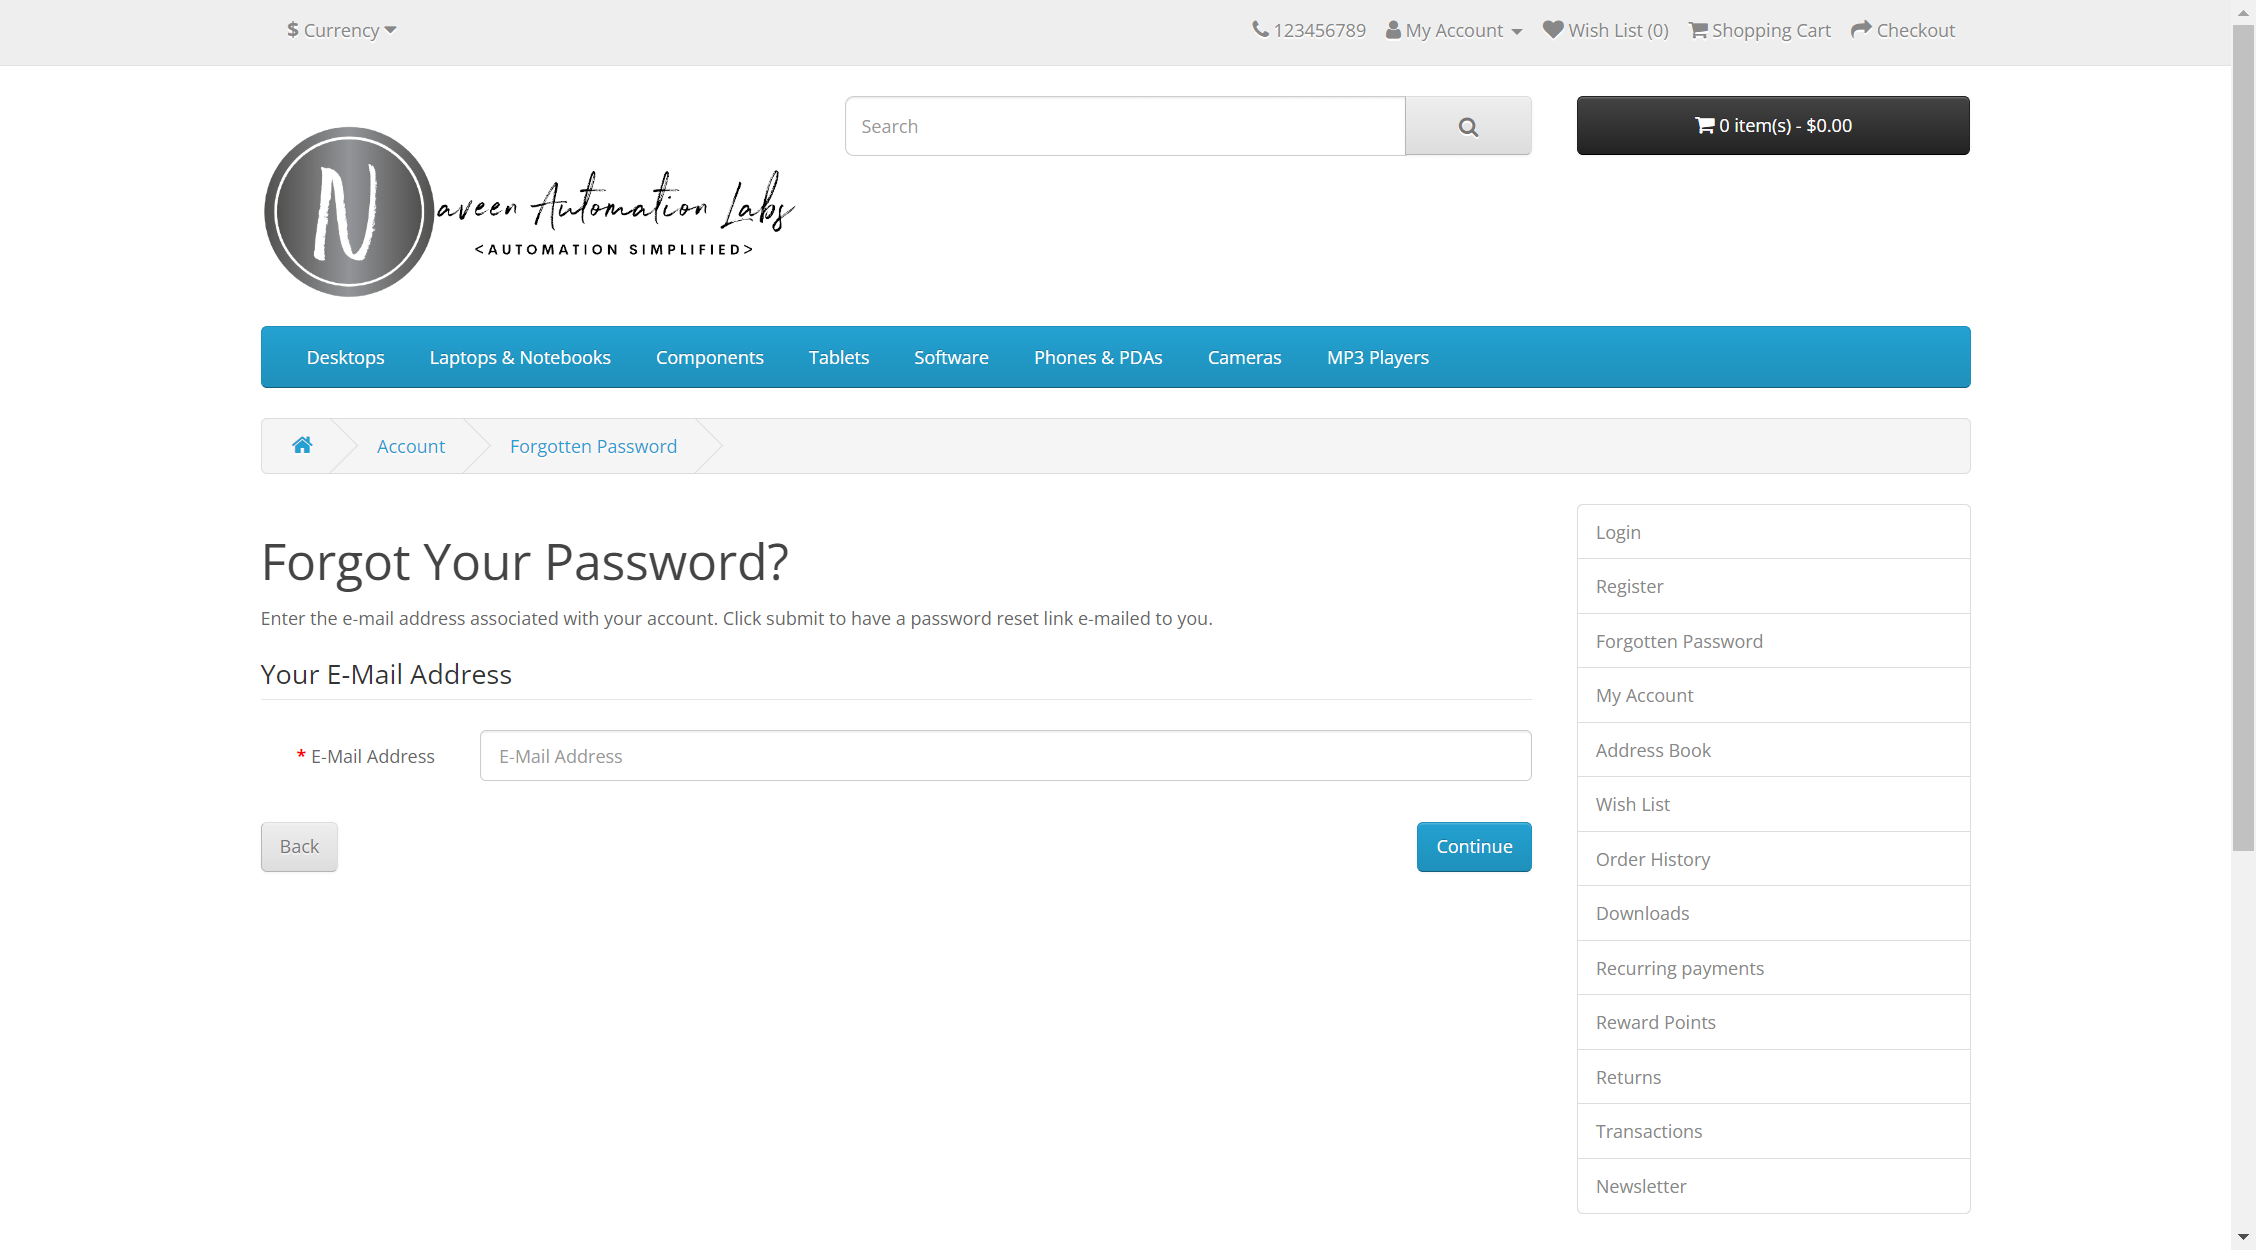 $ Currency
123456789 My Account Wish List (0) Shopping Cart Checkout
Naveen Automation Labs
<AUTOMATION SIMPLIFIED>
Search
0 item(s) - $0.00
Desktops Laptops & Notebooks Components Tablets Software Phones & PDAs Cameras MP3 Players
Account Forgotten Password
Forgot Your Password?
Enter the e-mail address associated with your account. Click submit to have a password reset link e-mailed to you.
Your E-Mail Address
* E-Mail Address
E-Mail Address
Back
Continue
Login
Register
Forgotten Password
My Account
Address Book
Wish List
Order History
Downloads
Recurring payments
Reward Points
Returns
Transactions
Newsletter